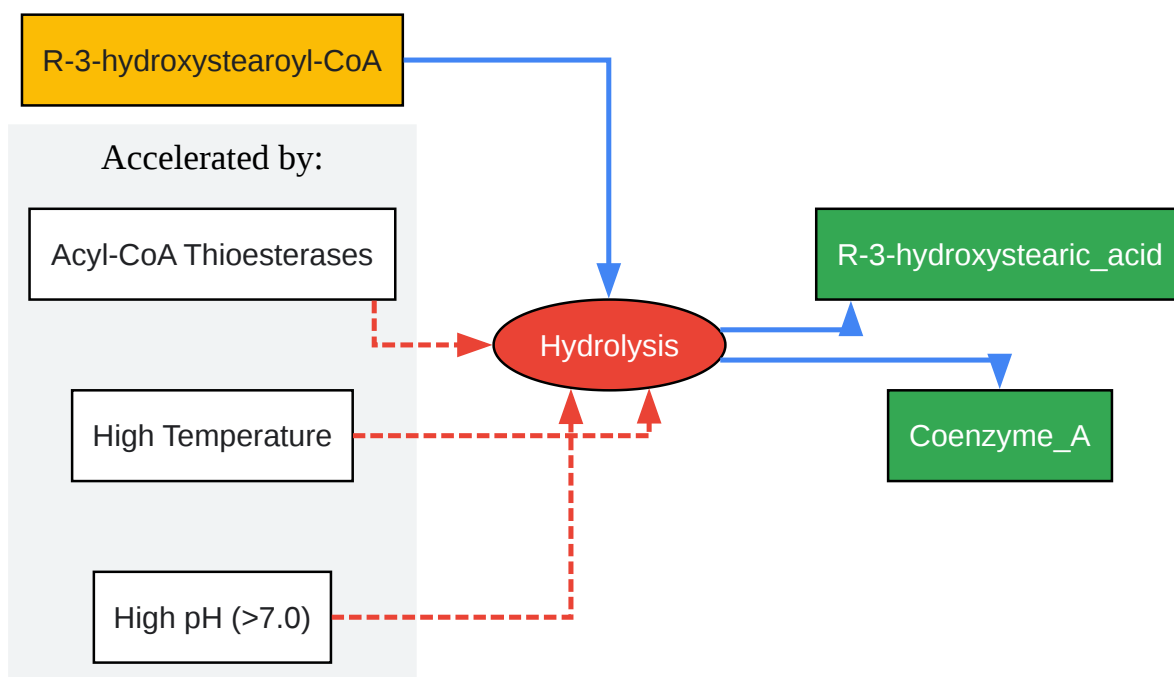 R-3-hydroxystearoyl-CoA
Accelerated by:
Acyl-CoA Thioesterases
R-3-hydroxystearic_acid
Hydrolysis
High Temperature
Coenzyme_A
High pH (>7.0)